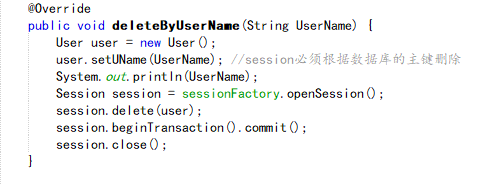 @Override
public void deleteByUserName(String UserName) {
User user = new User();
user.setUName(UserName); //session必须根据数据库的主键删除
System.out.println(UserName);
Session session = sessionFactory.openSession();
session.delete(user);
session.beginTransaction().commit();
session.close();
}